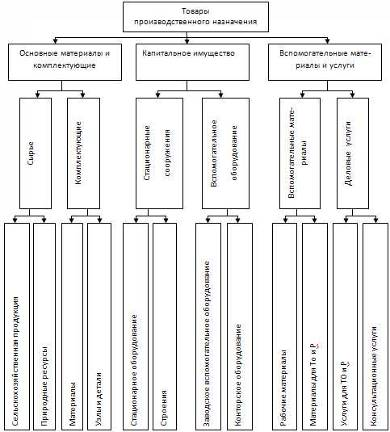 Товары
производственного назначения
Основные материалы и
комплектующие
Капитальное имущество
Вспомогательные мате-
риалы и услуги
Сырье
Комплектующие
Стационарные
сооружения
Вспомогательное
оборудование
Вспомогательные мате-
риалы
Деловые услуги
Сельскохозяйственная продукция
Природные ресурсы
Материалы
Узлы и детали
Стационарное оборудование
Строения
Заводское вспомогательное оборудование
Конторское оборудование
Рабочие материалы
Материалы для То и Р
Услуги для ТО и Р
Консультационные услуги